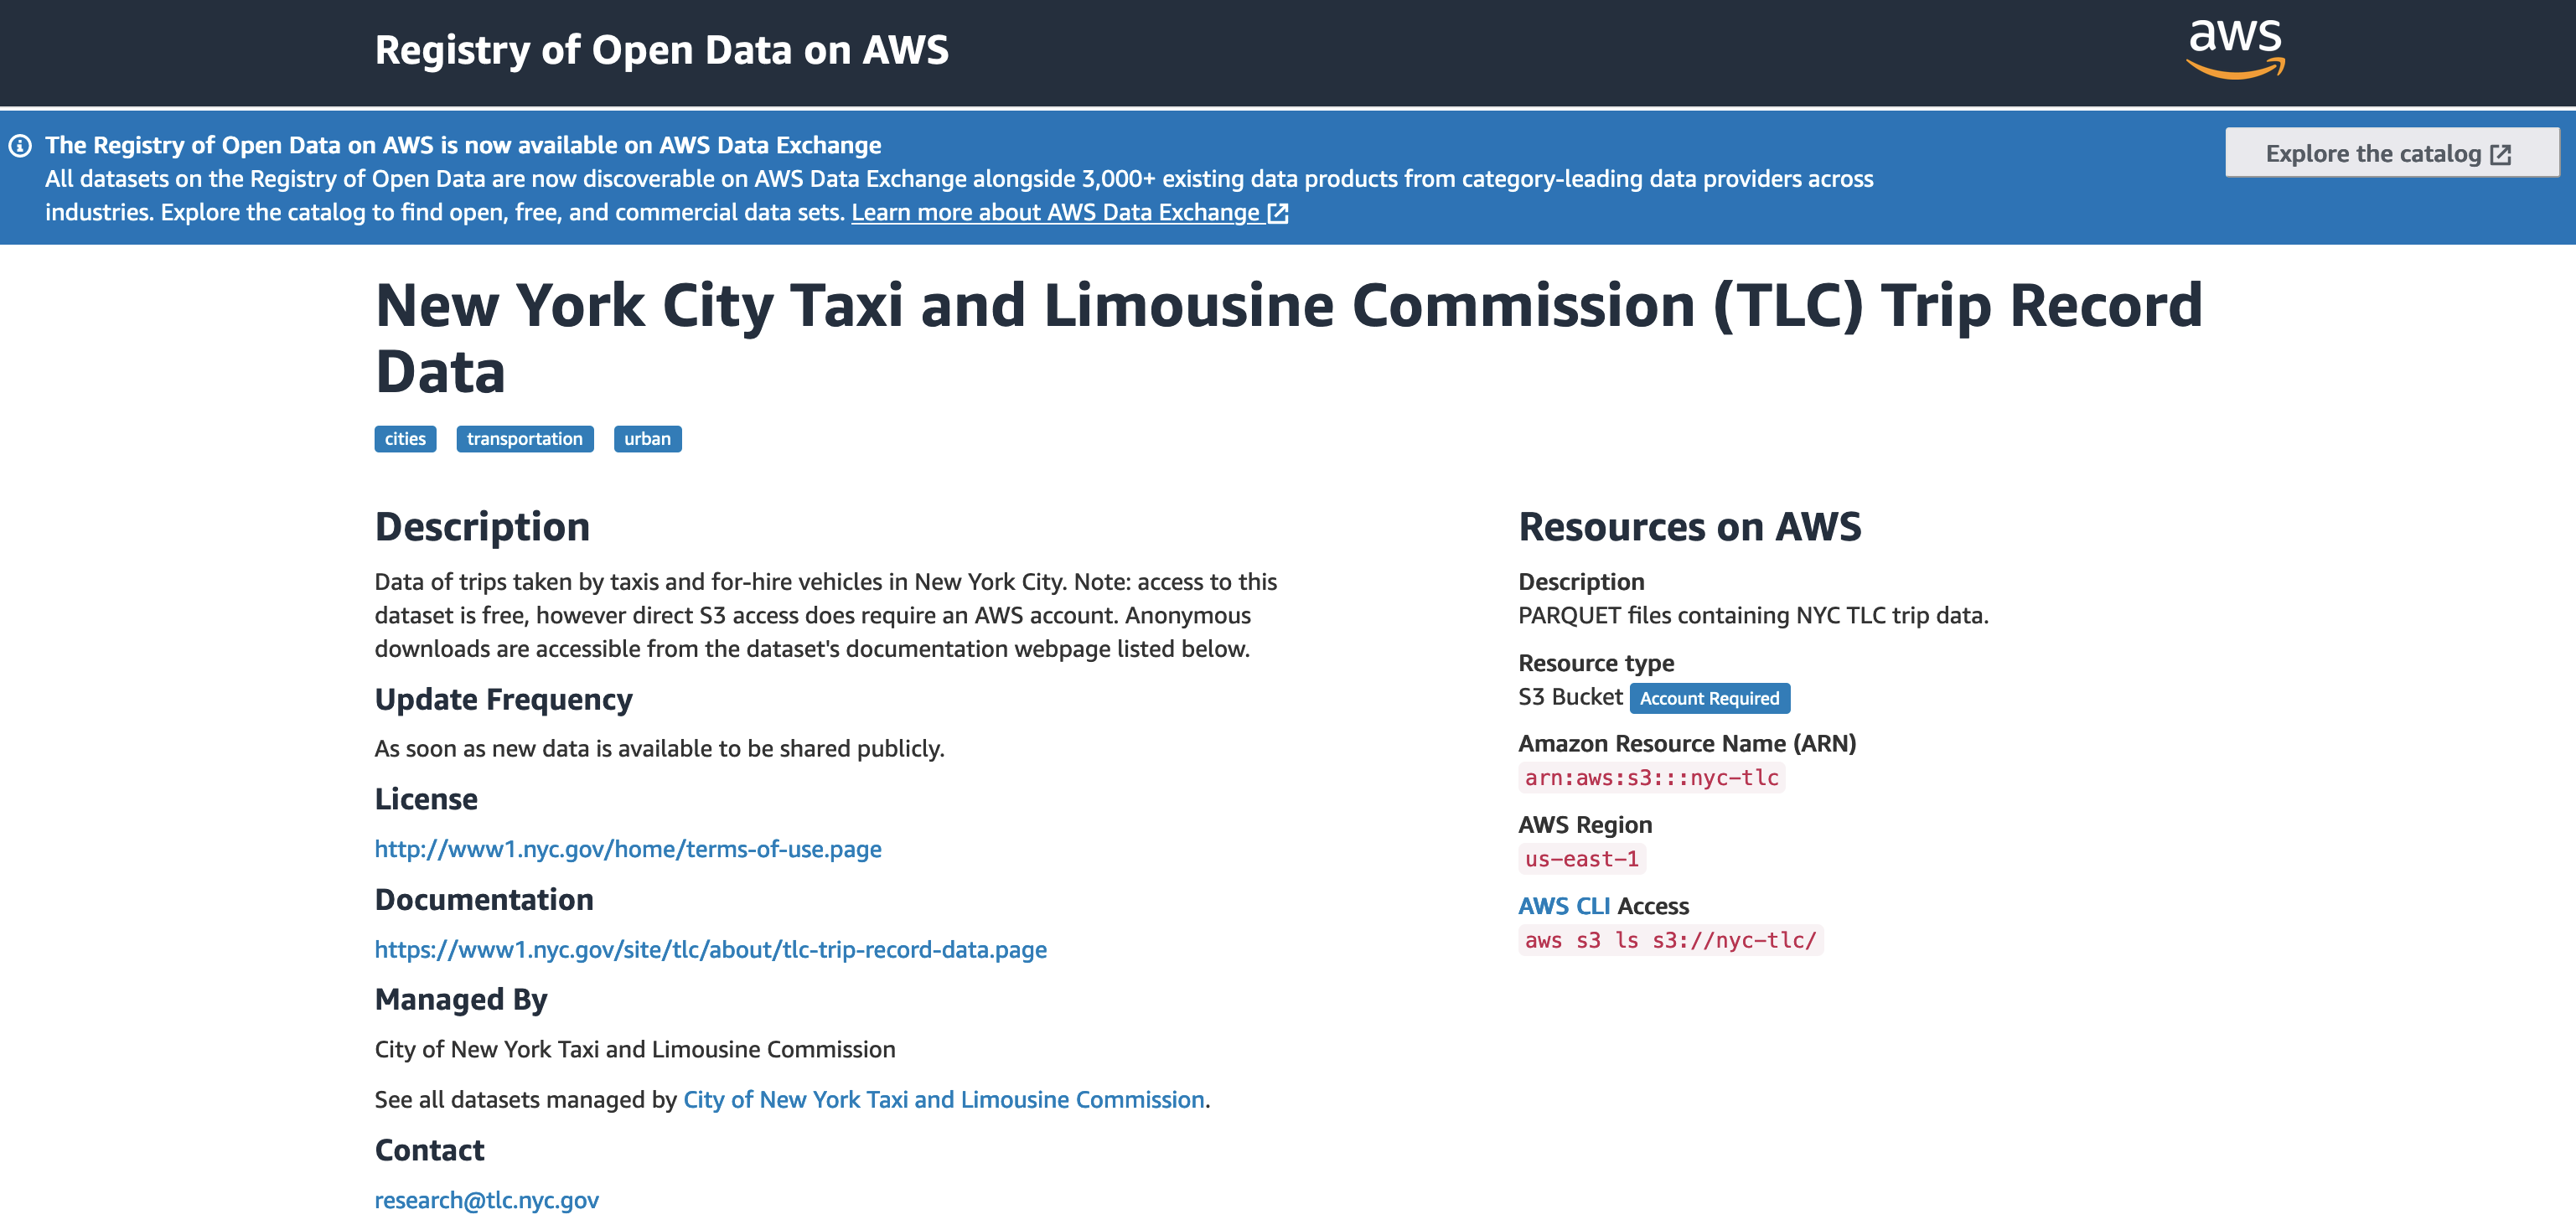 Registry of Open Data on AWS
aws
The Registry of Open Data on AWS is now available on AWS Data Exchange
All datasets on the Registry of Open Data are now discoverable on AWS Data Exchange alongside 3,000+ existing data products from category-leading data providers across
industries. Explore the catalog to find open, free, and commercial data sets. Learn more about AWS Data Exchange
Explore the catalog
New York City Taxi and Limousine Commission (TLC) Trip Record
Data
cities transportation urban
Description
Data of trips taken by taxis and for-hire vehicles in New York City. Note: access to this
dataset is free, however direct S3 access does require an AWS account. Anonymous
downloads are accessible from the dataset's documentation webpage listed below.
Update Frequency
As soon as new data is available to be shared publicly.
License
http://www1.nyc.gov/home/terms-of-use.page
Documentation
https://www1.nyc.gov/site/tlc/about/tlc-trip-record-data.page
Managed By
City of New York Taxi and Limousine Commission
See all datasets managed by City of New York Taxi and Limousine Commission.
Contact
research@tlc.nyc.gov
Resources on AWS
Description
PARQUET files containing NYC TLC trip data.
Resource type
S3 Bucket Account Required
Amazon Resource Name (ARN)
arn:aws:s3:::nyc-tlc
AWS Region
us-east-1
AWS CLI Access
aws s3 ls s3://nyc-tlc/